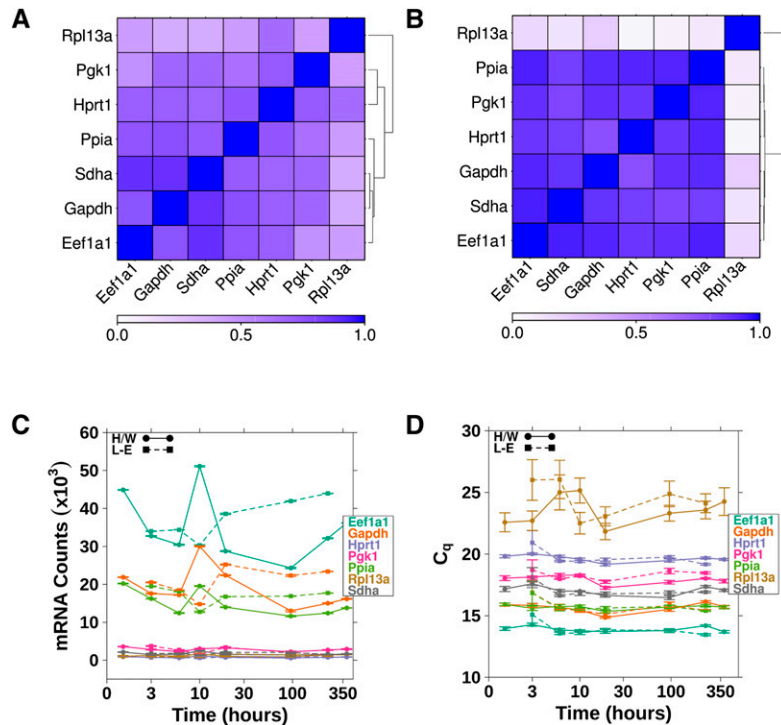 A
Rpl13a
Pgk1
Hprt1
Ppia
Sdha
Gapdh
Eef1a1
Eef1a1 Gapdh Sdha Ppia Hprt1 Pgk1 Rpl13a
0.0 0.5 1.0
B
Rpl13a
Ppia
Pgk1
Hprt1
Gapdh
Sdha
Eef1a1
Eef1a1 Sdha Gapdh Hprt1 Pgk1 Ppia Rpl13a
0.0 0.5 1.0
C
mRNA Counts (x10³)
60
50
40
30
20
10
0
H/W
L-E
Eef1a1
Gapdh
Hprt1
Pgk1
Ppia
Rpl13a
Sdha
0 3 10 30 100 350
Time (hours)
D
Cq
30
25
20
15
10
H/W
L-E
Eef1a1
Gapdh
Hprt1
Pgk1
Ppia
Rpl13a
Sdha
0 3 10 30 100 350
Time (hours)